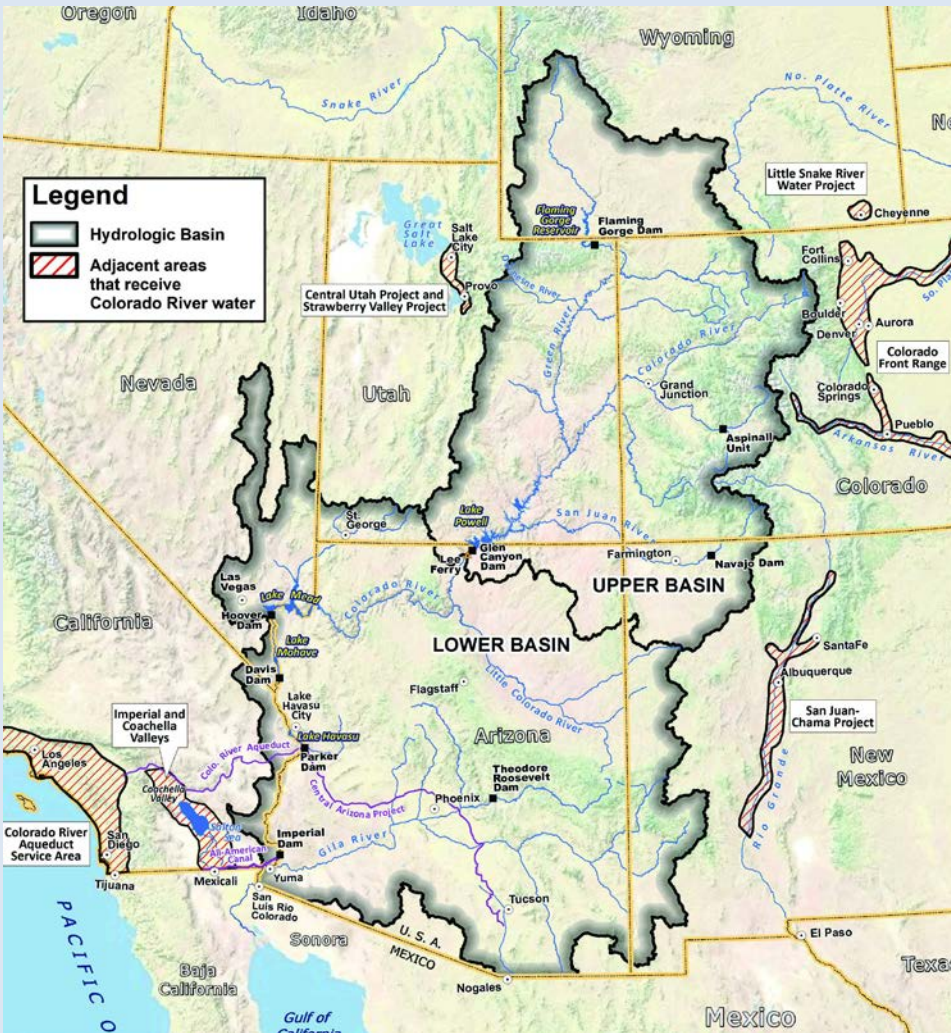 Oregon
Idaho
Wyoming
Snake River
No. Platte River
Legend
Hydrologic Basin
Adjacent areas
that receive
Colorado River water
Little Snake River
Water Project
Cheyenne
Great
Salt
Lake
Salt
Lake
City
Provo
Central Utah Project and
Strawberry Valley Project
Flaming
Gorge
Reservoir
Flaming
Gorge Dam
Duchesne River
Green River
Colorado River
Fort
Collins
Boulder
Denver
Aurora
Colorado
Front Range
Colorado
Springs
Pueblo
Arkansas River
Grand
Junction
Aspinall
Unit
Colorado
Nevada
Utah
St.
George
Lake
Powell
San Juan River
Lee
Ferry
Glen
Canyon
Dam
Farmington
Navajo Dam
UPPER BASIN
LOWER BASIN
Las
Vegas
Lake Mead
Colorado River
Hoover
Dam
California
Lake
Mohave
Davis
Dam
Lake
Havasu
City
Flagstaff
Little Colorado River
SantaFe
Albuquerque
San Juan-
Chama Project
Rio Grande
New
Mexico
Imperial and
Coachella
Valleys
Lake Havasu
Parker
Dam
Colo. River Aqueduct
Arizona
Theodore
Roosevelt
Dam
Central Arizona Project
Phoenix
Los
Angeles
Coachella
Valley
Salton
Sea
Colorado River
Aqueduct
Service Area
San
Diego
All-American
Canal
Imperial
Dam
Gila River
Tijuana
Mexicali
Yuma
San
Luis Rio
Colorado
Tucson
U. S. A.
MEXICO
Sonora
Nogales
El Paso
Texas
PACIFIC O
Baja
California
Gulf of
California
Mexico